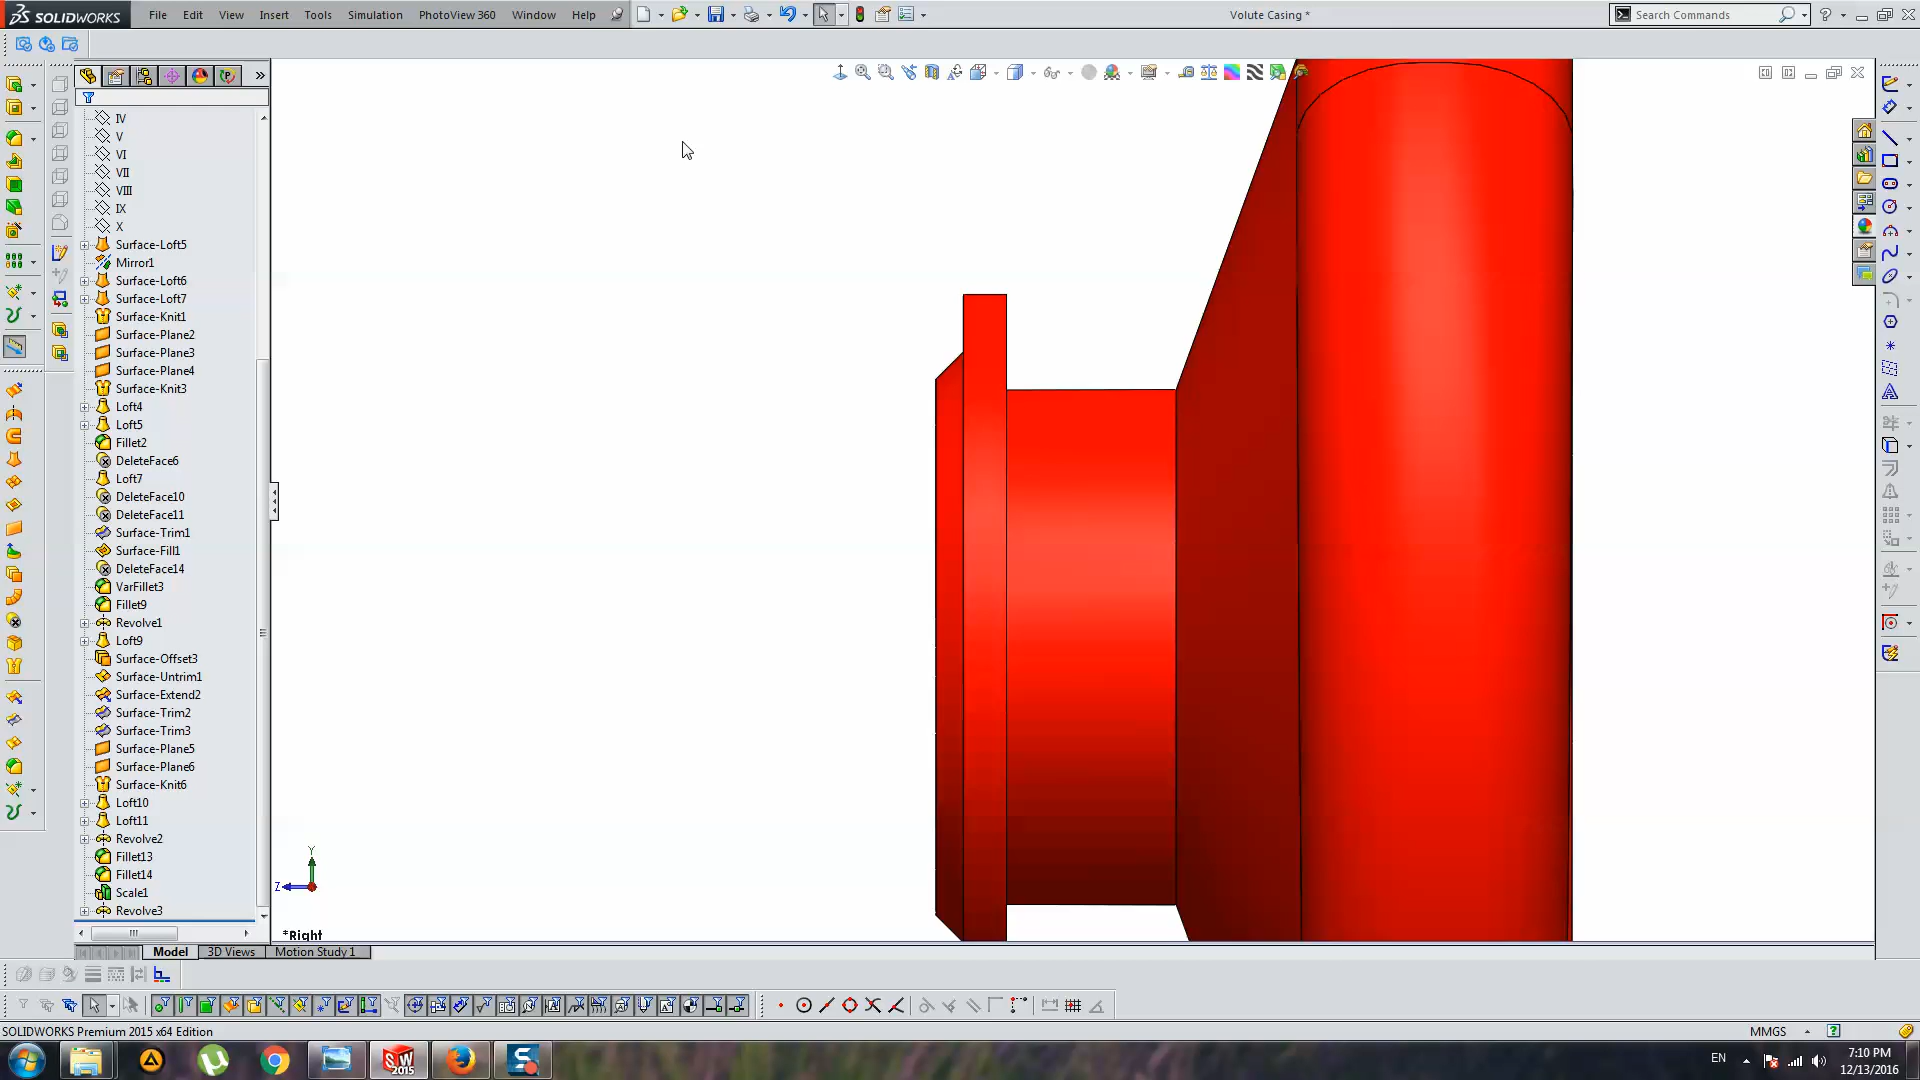 SOLIDWORKS
File Edit View Insert Tools Simulation PhotoView 360 Window Help
Volute Casing *
Search Commands
IV
V
VI
VII
VIII
IX
X
Surface-Loft5
Mirror1
Surface-Loft6
Surface-Loft7
Surface-Knit1
Surface-Plane2
Surface-Plane3
Surface-Plane4
Surface-Knit3
Loft4
Loft5
Fillet2
DeleteFace6
Loft7
DeleteFace10
DeleteFace11
Surface-Trim1
Surface-Fill1
DeleteFace14
VarFillet3
Fillet9
Revolve1
Loft9
Surface-Offset3
Surface-Untrim1
Surface-Extend2
Surface-Trim2
Surface-Trim3
Surface-Plane5
Surface-Plane6
Surface-Knit6
Loft10
Loft11
Revolve2
Fillet13
Fillet14
Scale1
Revolve3
Y
Z
*Right
Model 3D Views Motion Study 1
SOLIDWORKS Premium 2015 x64 Edition
MMGS
SW 2015
EN
7:10 PM
12/13/2016